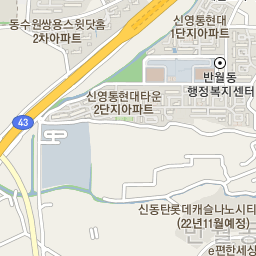 동수원쌍용스윗닷홈
2차아파트
신영통현대
1단지아파트
반월동
행정복지센터
신영통현대타운
2단지아파트
43
신동탄롯데캐슬나노시티
(22년11월예정)
e편한세상
반월동